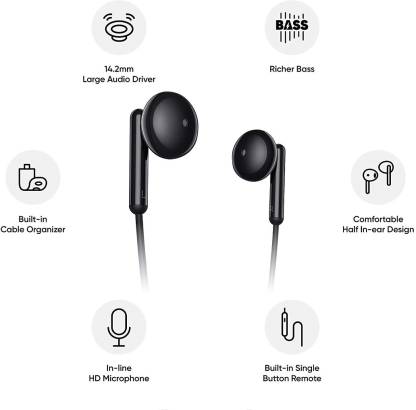 BASS
14.2mm
Large Audio Driver
Richer Bass
Built-in
Cable Organizer
Comfortable
Half In-ear Design
In-line
HD Microphone
Built-in Single
Button Remote